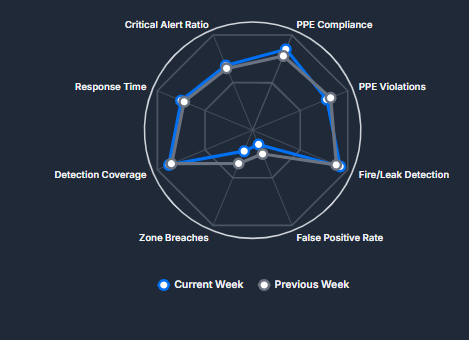 Critical Alert Ratio
PPE Compliance
Response Time
PPE Violations
Detection Coverage
Fire/Leak Detection
Zone Breaches
False Positive Rate
Current Week
Previous Week